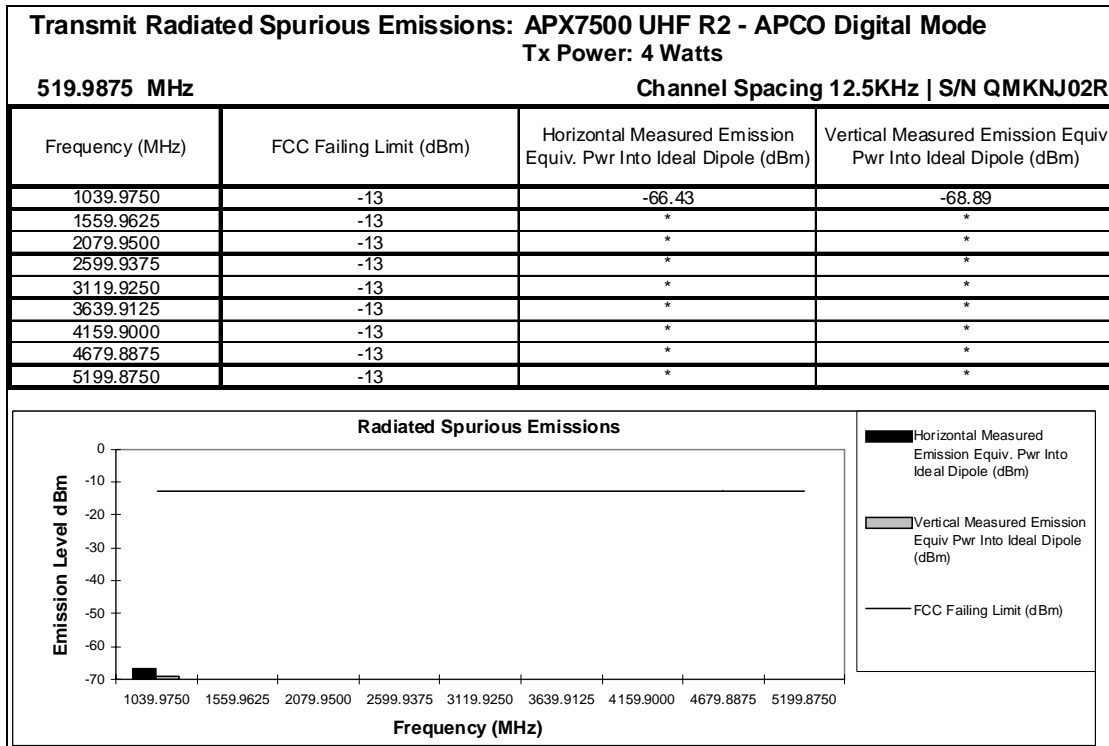 Transmit Radiated Spurious Emissions: APX7500 UHF R2 - APCO Digital Mode
Tx Power: 4 Watts
519.9875 MHz Channel Spacing 12.5KHz | S/N QMKNJ02R
Frequency (MHz) FCC Failing Limit (dBm) Horizontal Measured Emission Equiv. Pwr Into Ideal Dipole (dBm) Vertical Measured Emission Equiv Pwr Into Ideal Dipole (dBm)
1039.9750 -13 -66.43 -68.89
1559.9625 -13 * *
2079.9500 -13 * *
2599.9375 -13 * *
3119.9250 -13 * *
3639.9125 -13 * *
4159.9000 -13 * *
4679.8875 -13 * *
5199.8750 -13 * *
Radiated Spurious Emissions
Emission Level dBm
0
-10
-20
-30
-40
-50
-60
-70
1039.9750 1559.9625 2079.9500 2599.9375 3119.9250 3639.9125 4159.9000 4679.8875 5199.8750
Frequency (MHz)
Horizontal Measured
Emission Equiv. Pwr Into
Ideal Dipole (dBm)
Vertical Measured Emission
Equiv Pwr Into Ideal Dipole
(dBm)
FCC Failing Limit (dBm)